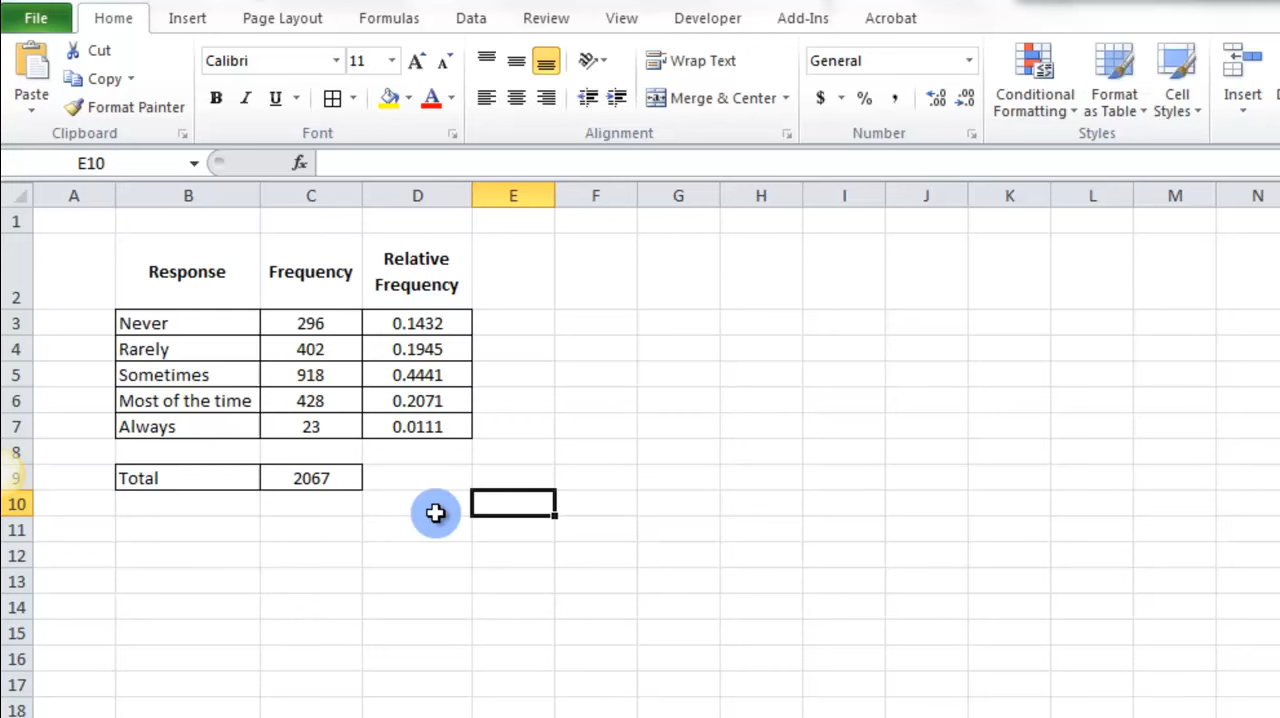 File Home Insert Page Layout Formulas Data Review View Developer Add-Ins Acrobat
Paste
Cut
Copy
Format Painter
Clipboard
Calibri 11 A A
B I U A
Font
Wrap Text
Merge & Center
Alignment
General
$ % , .00 .0
Number
Conditional Formatting
Format as Table
Cell Styles
Styles
Insert
E10 fx
A B C D E F G H I J K L M N
1
2 Response Frequency Relative Frequency
3 Never 296 0.1432
4 Rarely 402 0.1945
5 Sometimes 918 0.4441
6 Most of the time 428 0.2071
7 Always 23 0.0111
8
9 Total 2067
10
11
12
13
14
15
16
17
18